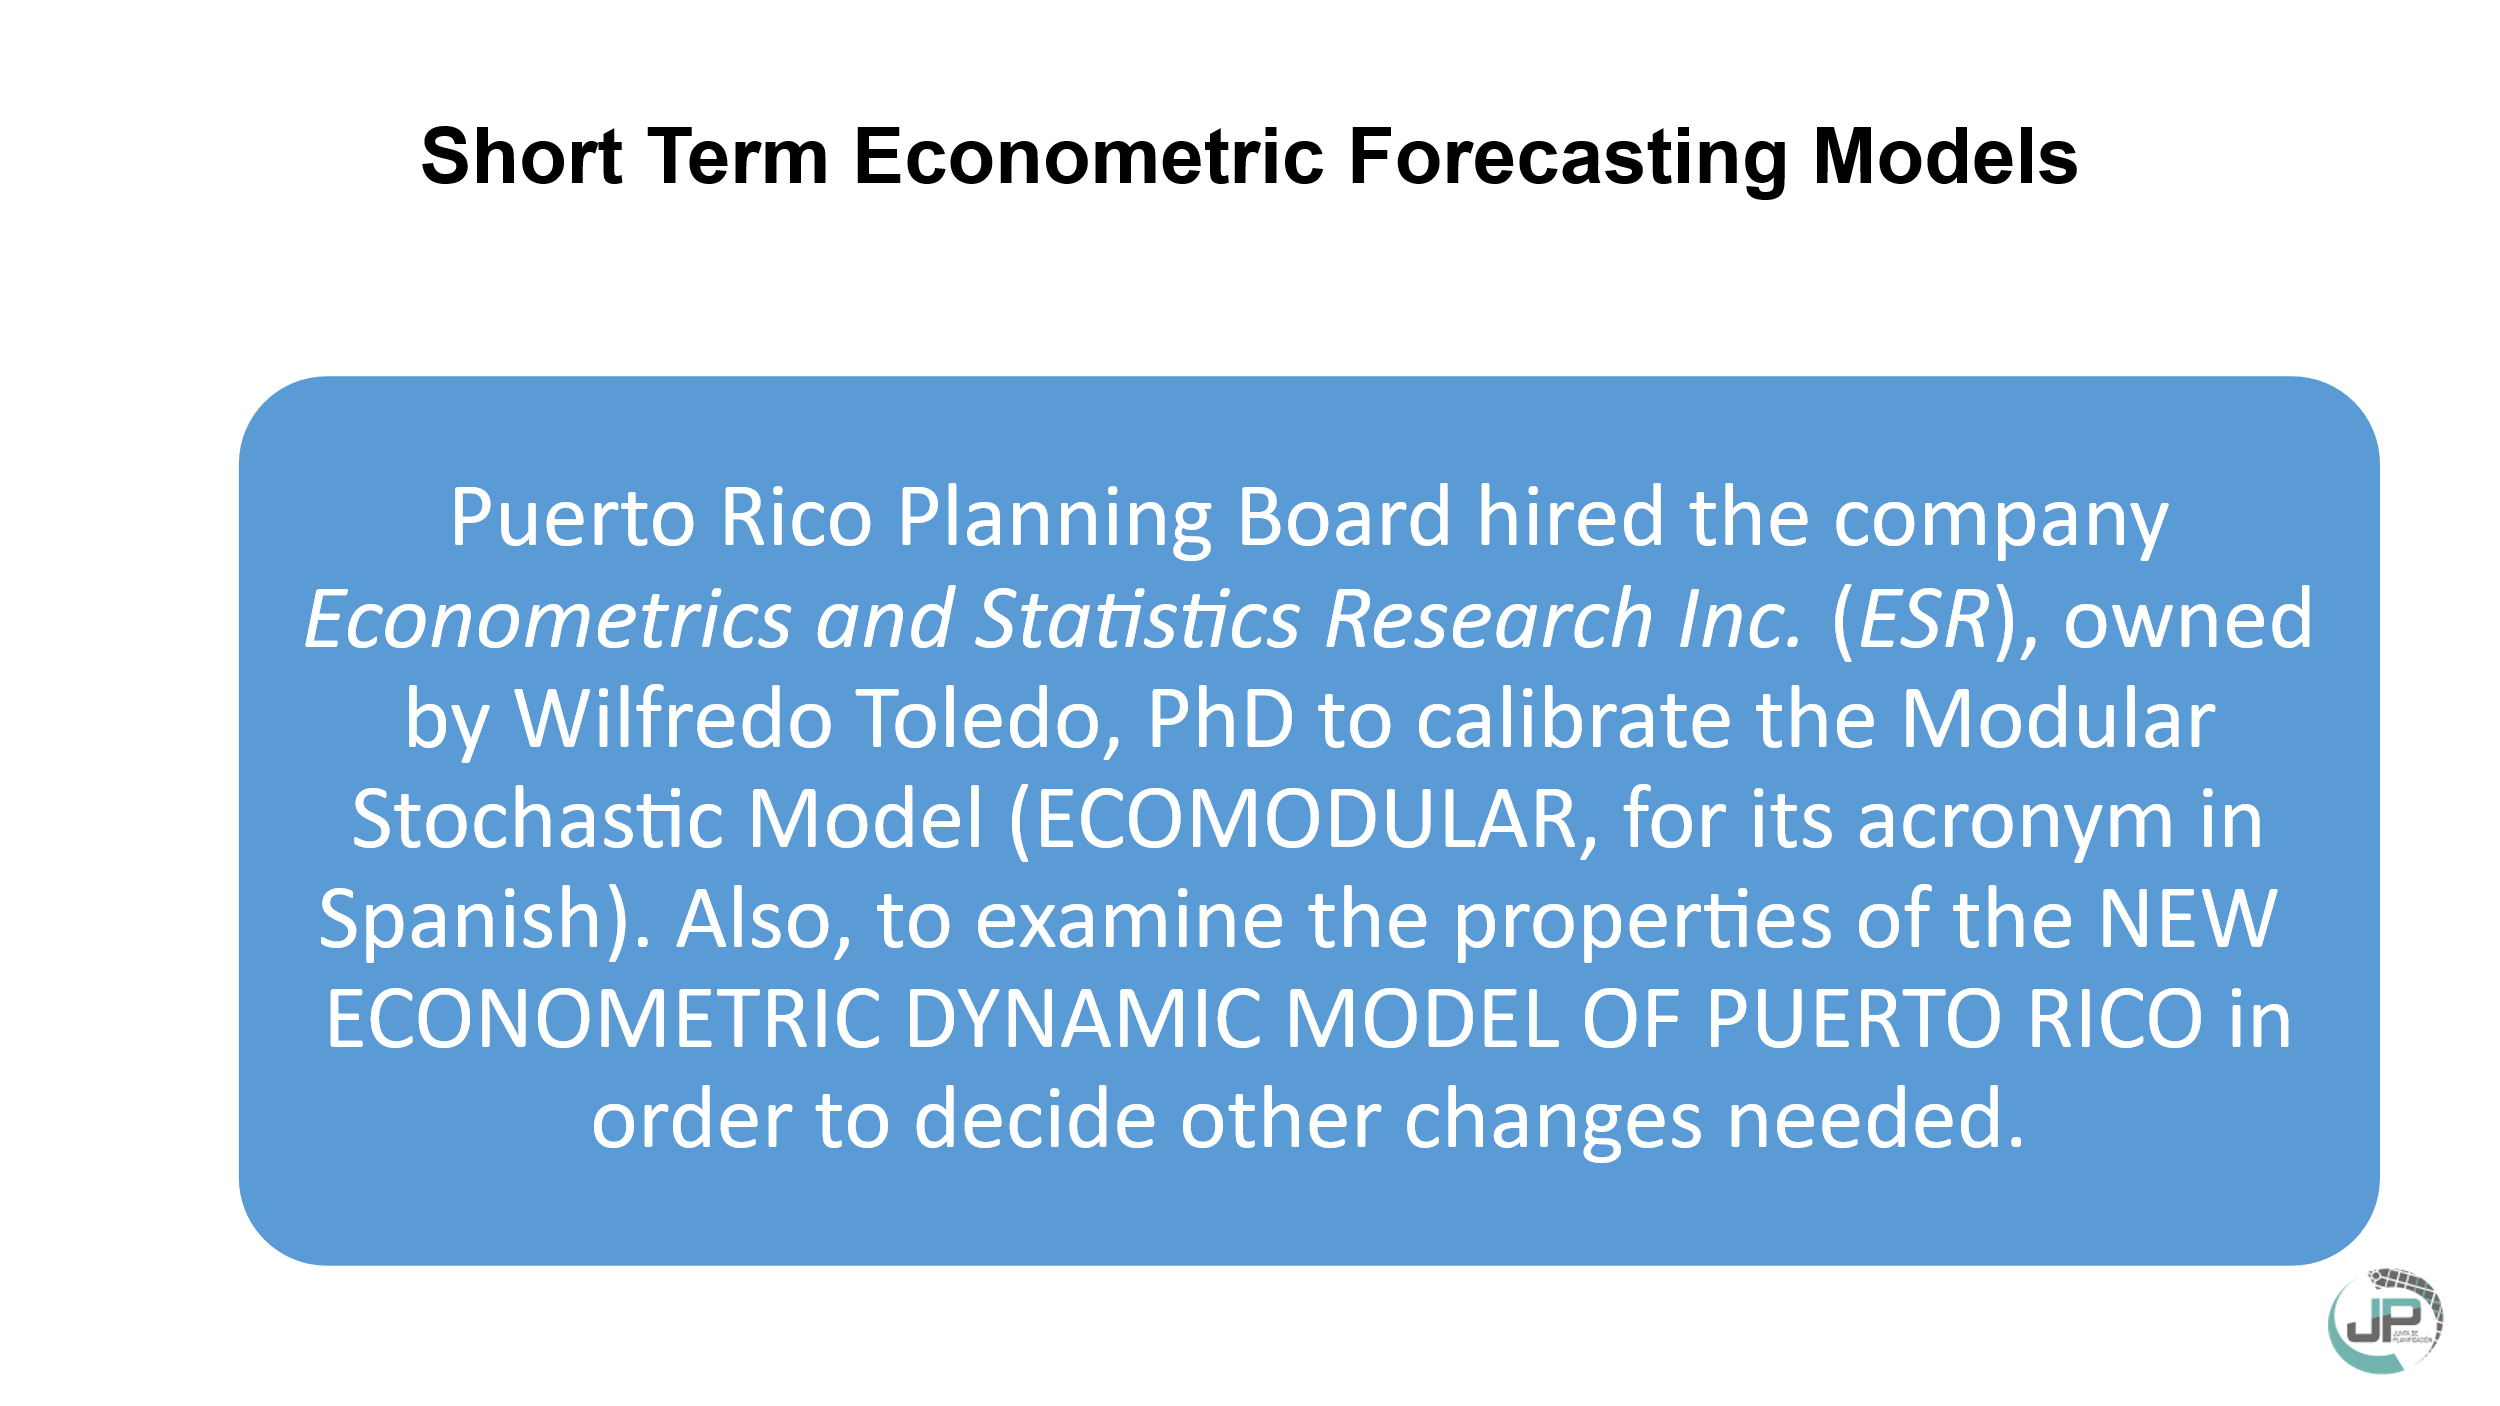 Short Term Econometric Forecasting Models
Puerto Rico Planning Board hired the company
Econometrics and Statistics Research Inc. (ESR), owned
by Wilfredo Toledo, PhD to calibrate the Modular
Stochastic Model (ECOMODULAR, for its acronym in
Spanish). Also, to examine the properties of the NEW
ECONOMETRIC DYNAMIC MODEL OF PUERTO RICO in
order to decide other changes needed.
JP
JUNTA DE
PLANIFICACIÓN